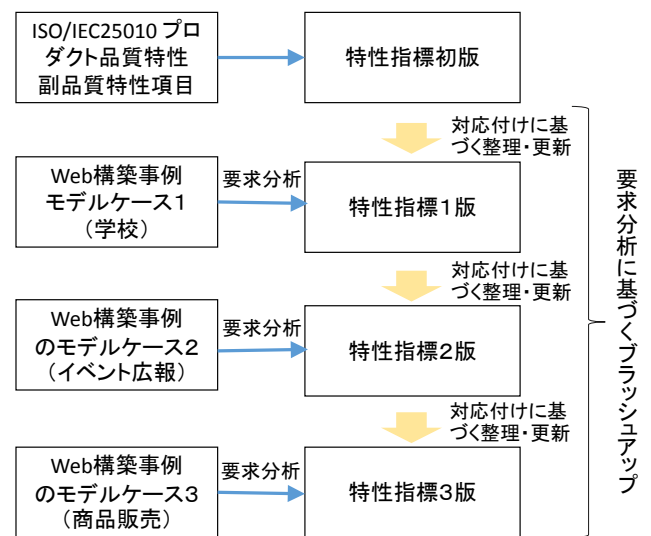 ISO/IEC25010 プロ
ダクト品質特性
副品質特性項目
特性指標初版
対応付けに基
づく整理・更新
Web構築事例
モデルケース1
(学校)
要求分析
特性指標1版
対応付けに基
づく整理・更新
Web構築事例
のモデルケース2
(イベント広報)
要求分析
特性指標2版
対応付けに基
づく整理・更新
Web構築事例
のモデルケース3
(商品販売)
要求分析
特性指標3版
要求分析に基づくブラッシュアップ